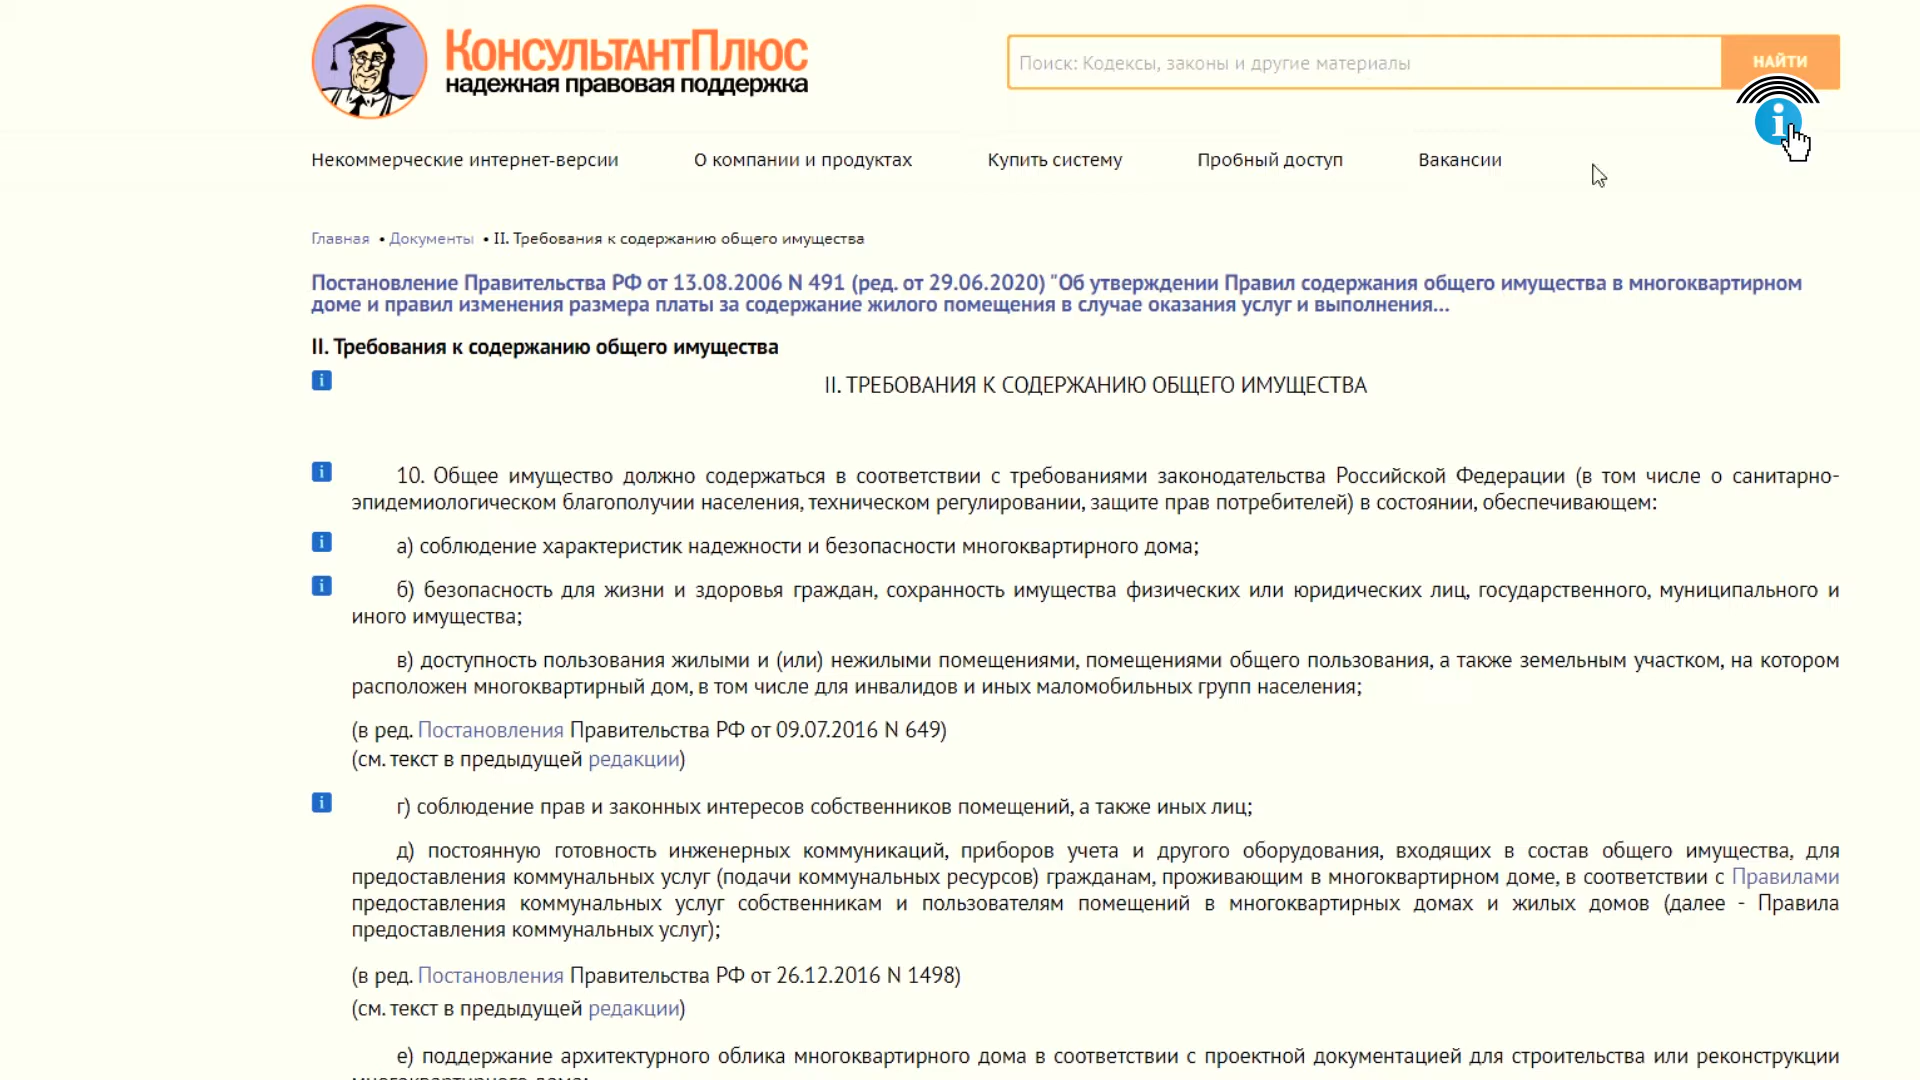 КонсультантПлюс
надежная правовая поддержка
Поиск: Кодексы, законы и другие материалы
НАЙТИ
i
Некоммерческие интернет-версии О компании и продуктах Купить систему Пробный доступ Вакансии
Главная • Документы • II. Требования к содержанию общего имущества
Постановление Правительства РФ от 13.08.2006 N 491 (ред. от 29.06.2020) "Об утверждении Правил содержания общего имущества в многоквартирном
доме и правил изменения размера платы за содержание жилого помещения в случае оказания услуг и выполнения...
II. Требования к содержанию общего имущества
i
II. ТРЕБОВАНИЯ К СОДЕРЖАНИЮ ОБЩЕГО ИМУЩЕСТВА
i
10. Общее имущество должно содержаться в соответствии с требованиями законодательства Российской Федерации (в том числе о санитарно-
эпидемиологическом благополучии населения, техническом регулировании, защите прав потребителей) в состоянии, обеспечивающем:
i
а) соблюдение характеристик надежности и безопасности многоквартирного дома;
i
б) безопасность для жизни и здоровья граждан, сохранность имущества физических или юридических лиц, государственного, муниципального и
иного имущества;
в) доступность пользования жилыми и (или) нежилыми помещениями, помещениями общего пользования, а также земельным участком, на котором
расположен многоквартирный дом, в том числе для инвалидов и иных маломобильных групп населения;
(в ред. Постановления Правительства РФ от 09.07.2016 N 649)
(см. текст в предыдущей редакции)
i
г) соблюдение прав и законных интересов собственников помещений, а также иных лиц;
д) постоянную готовность инженерных коммуникаций, приборов учета и другого оборудования, входящих в состав общего имущества, для
предоставления коммунальных услуг (подачи коммунальных ресурсов) гражданам, проживающим в многоквартирном доме, в соответствии с Правилами
предоставления коммунальных услуг собственникам и пользователям помещений в многоквартирных домах и жилых домов (далее - Правила
предоставления коммунальных услуг);
(в ред. Постановления Правительства РФ от 26.12.2016 N 1498)
(см. текст в предыдущей редакции)
е) поддержание архитектурного облика многоквартирного дома в соответствии с проектной документацией для строительства или реконструкции